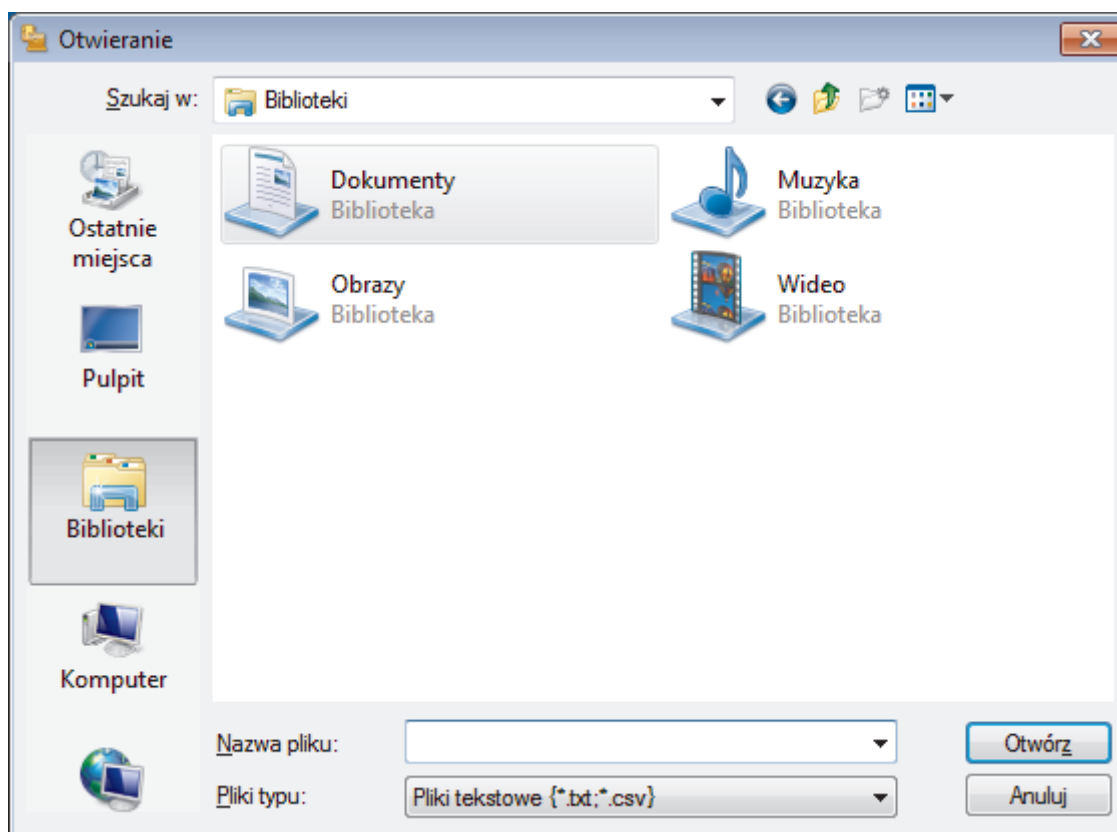 Otwieranie
Szukaj w:
Biblioteki
Ostatnie
miejsca
Pulpit
Biblioteki
Komputer
Dokumenty
Biblioteka
Muzyka
Biblioteka
Obrazy
Biblioteka
Wideo
Biblioteka
Nazwa pliku:
Otwórz
Pliki typu:
Pliki tekstowe {*.txt;*.csv}
Anuluj